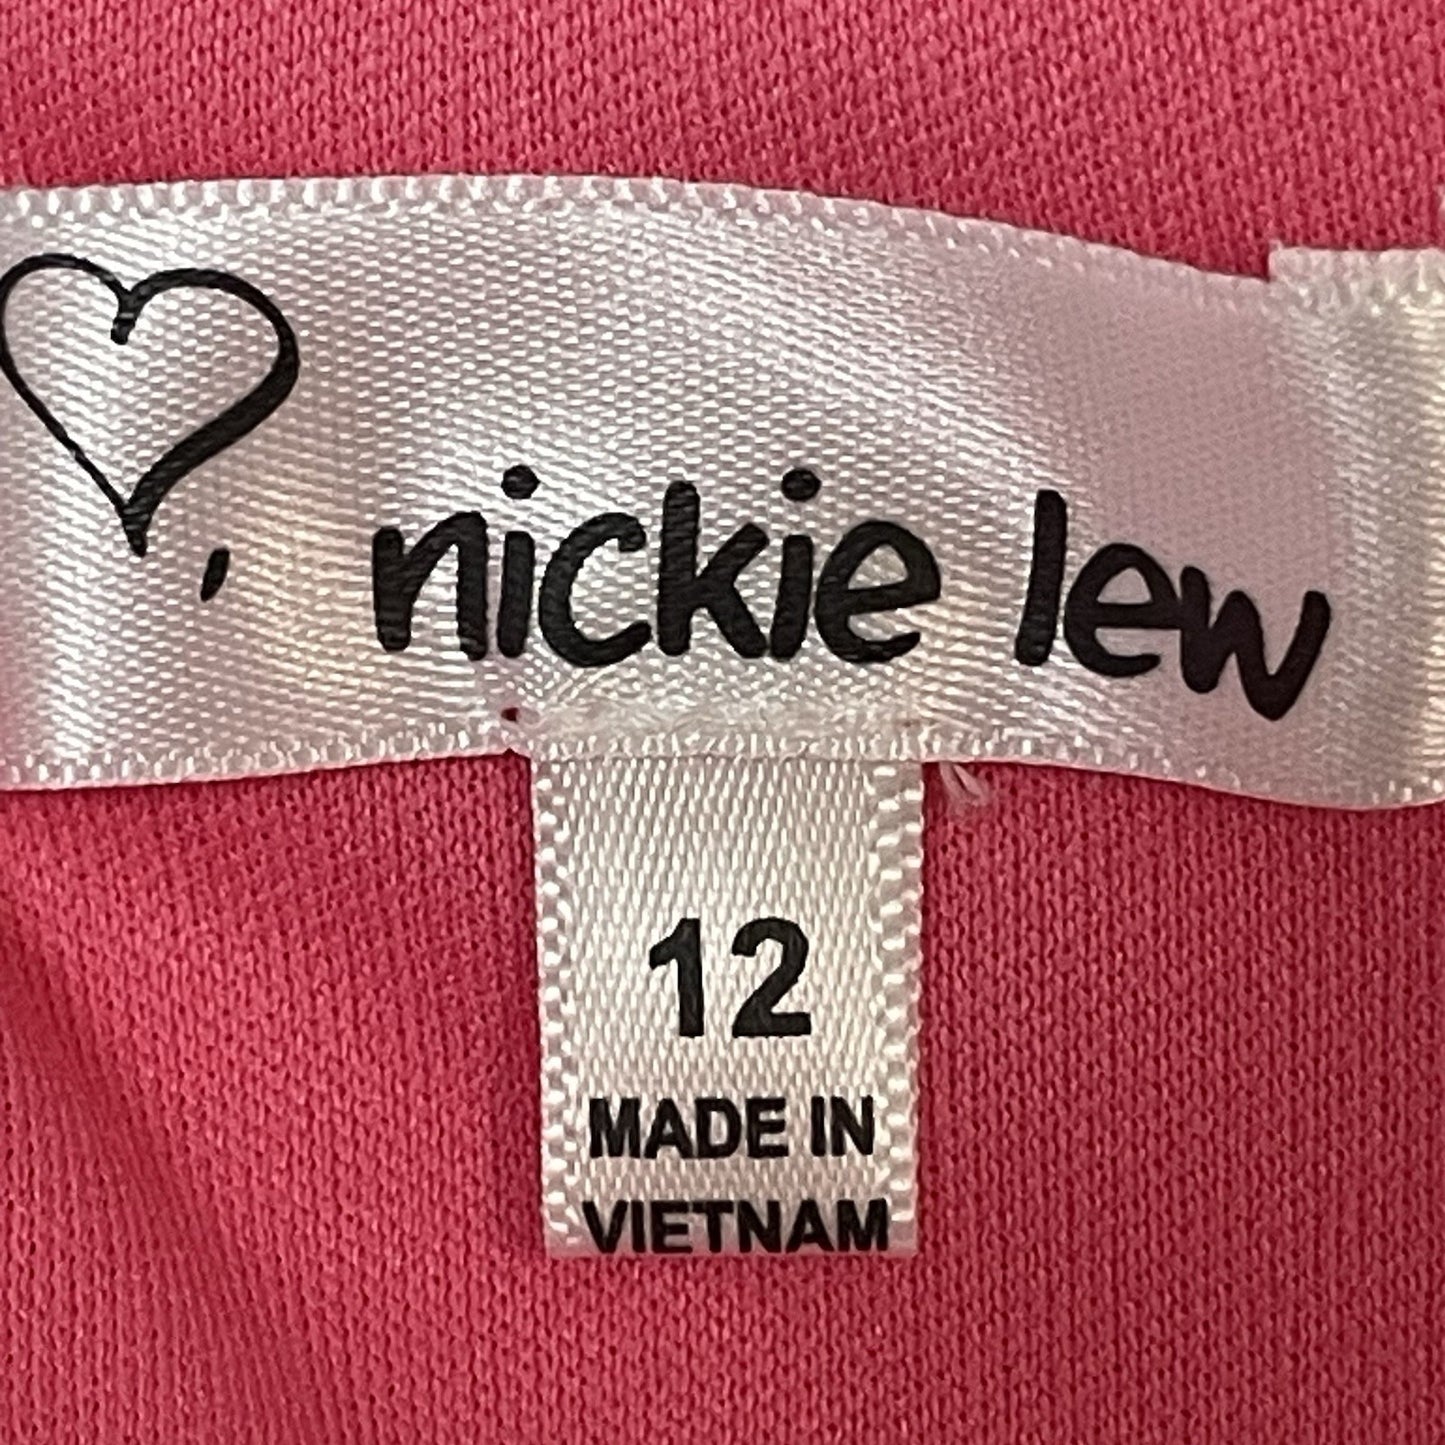 , nickie lew
12
MADE IN
VIETNAM